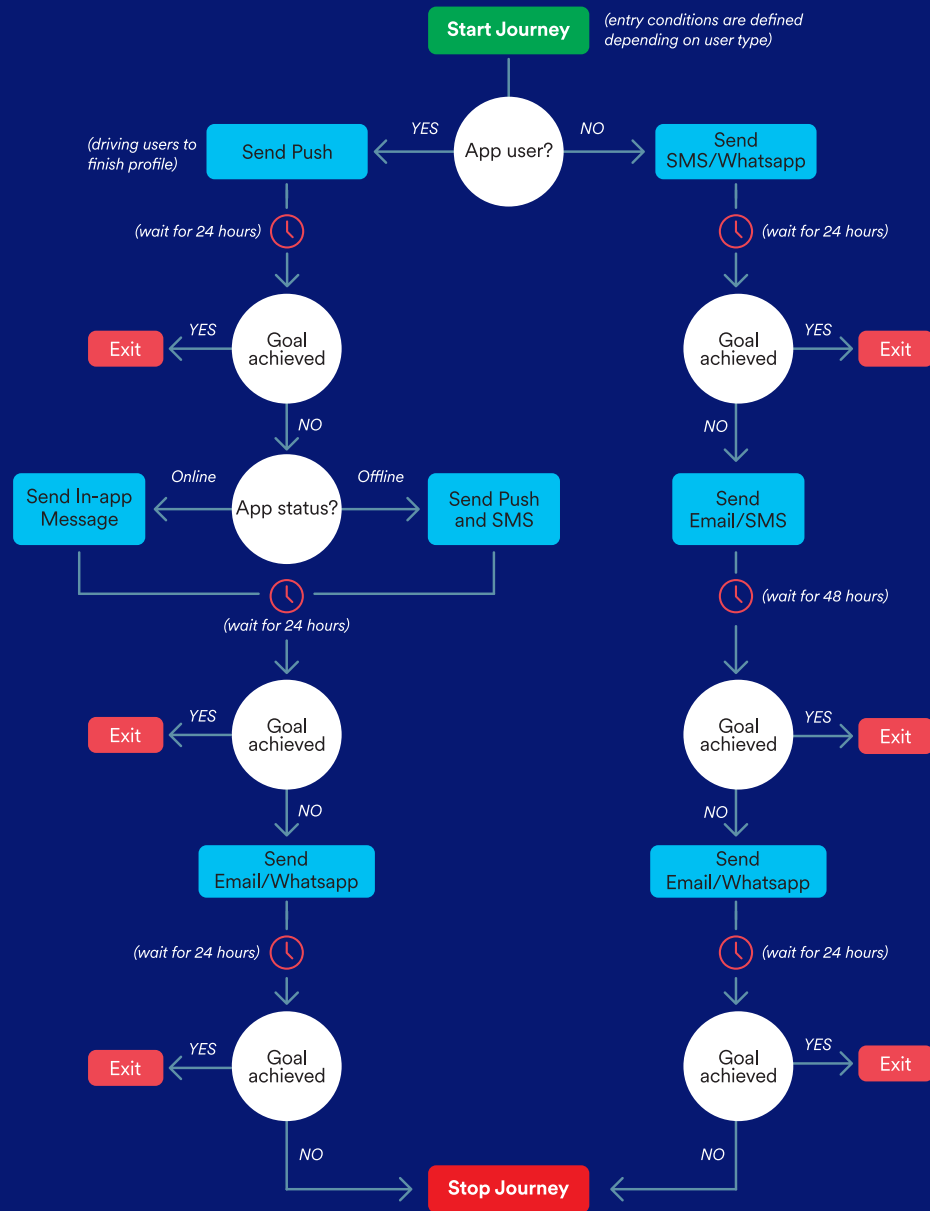 Start Journey
(entry conditions are defined
depending on user type)
YES
App user?
NO
(driving users to
finish profile)
Send Push
Send
SMS/Whatsapp
(wait for 24 hours)
(wait for 24 hours)
Exit
YES
Goal
achieved
Goal
achieved
YES
Exit
NO
NO
Send In-app
Message
Online
App status?
Offline
Send Push
and SMS
Send
Email/SMS
(wait for 24 hours)
(wait for 48 hours)
Exit
YES
Goal
achieved
Goal
achieved
YES
Exit
NO
NO
Send
Email/Whatsapp
Send
Email/Whatsapp
(wait for 24 hours)
(wait for 24 hours)
Exit
YES
Goal
achieved
Goal
achieved
YES
Exit
NO
NO
Stop Journey